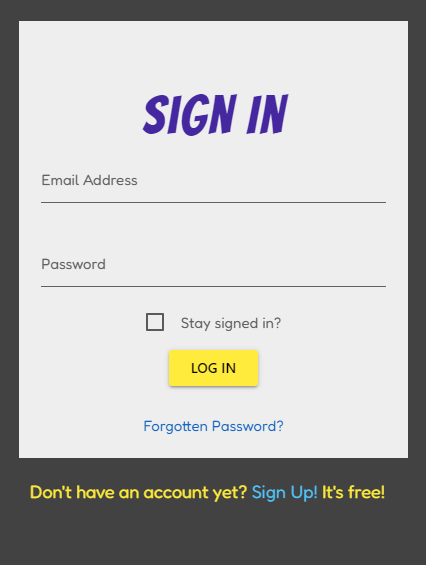 SIGN IN
Email Address
Password
Stay signed in?
LOG IN
Forgotten Password?
Don't have an account yet? Sign Up! It's free!